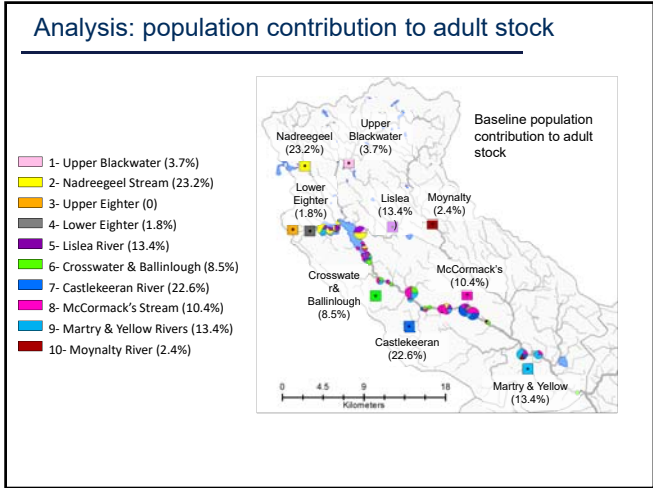 Analysis: population contribution to adult stock
1- Upper Blackwater (3.7%)
2- Nadreegeel Stream (23.2%)
3- Upper Eighter (0)
4- Lower Eighter (1.8%)
5- Lislea River (13.4%)
6- Crosswater & Ballinlough (8.5%)
7- Castlekeeran River (22.6%)
8- McCormack's Stream (10.4%)
9- Martry & Yellow Rivers (13.4%)
10- Moynalty River (2.4%)
Baseline population
contribution to adult
stock
Upper
Blackwater
(3.7%)
Nadreegeel
(23.2%)
Lower
Eighter
(1.8%)
Lislea
(13.4%
)
Moynalty
(2.4%)
Crosswate
r&
Ballinlough
(8.5%)
McCormack's
(10.4%)
Castlekeeran
(22.6%)
Martry & Yellow
(13.4%)
0 4.5 9 18
Kilometers